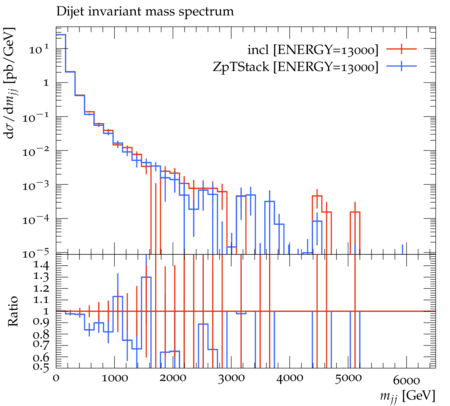 Dijet invariant mass spectrum
dσ/dm_jj [pb/GeV]
incl [ENERGY=13000]
ZpTStack [ENERGY=13000]
10^1
1
10^−1
10^−2
10^−3
10^−4
10^−5
Ratio
1.4
1.3
1.2
1.1
1
0.9
0.8
0.7
0.6
0.5
0 1000 2000 3000 4000 5000 6000
m_jj [GeV]